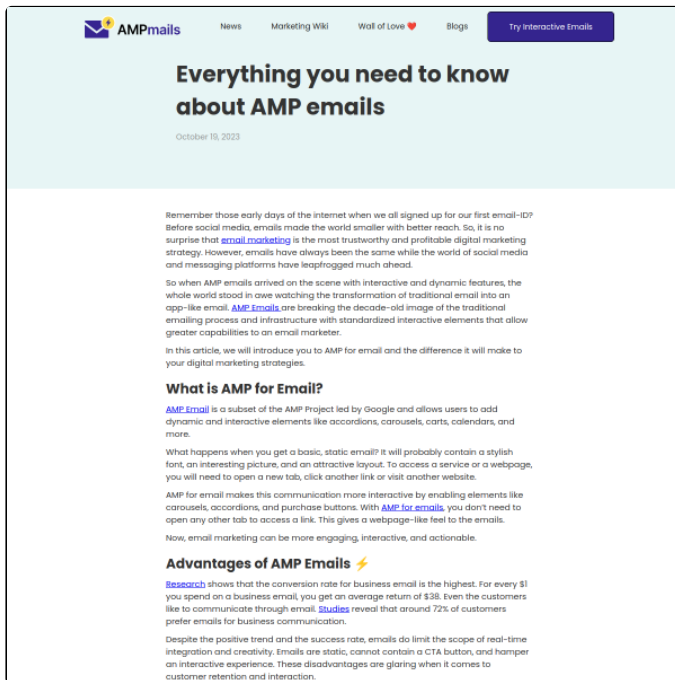 AMPmails
News
Marketing Wiki
Wall of Love ❤️
Blogs
Try Interactive Emails
Everything you need to know
about AMP emails
October 19, 2023
Remember those early days of the internet when we all signed up for our first email-ID?
Before social media, emails made the world smaller with better reach. So, it is no
surprise that email marketing is the most trustworthy and profitable digital marketing
strategy. However, emails have always been the same while the world of social media
and messaging platforms have leapfrogged much ahead.
So when AMP emails arrived on the scene with interactive and dynamic features, the
whole world stood in awe watching the transformation of traditional email into an
app-like email. AMP Emails are breaking the decade-old image of the traditional
emailing process and infrastructure with standardized interactive elements that allow
greater capabilities to an email marketer.
In this article, we will introduce you to AMP for email and the difference it will make to
your digital marketing strategies.
What is AMP for Email?
AMP Email is a subset of the AMP Project led by Google and allows users to add
dynamic and interactive elements like accordions, carousels, carts, calendars, and
more.
What happens when you get a basic, static email? It will probably contain a stylish
font, an interesting picture, and an attractive layout. To access a service or a webpage,
you will need to open a new tab, click another link or visit another website.
AMP for email makes this communication more interactive by enabling elements like
carousels, accordions, and purchase buttons. With AMP for emails, you don't need to
open any other tab to access a link. This gives a webpage-like feel to the emails.
Now, email marketing can be more engaging, interactive, and actionable.
Advantages of AMP Emails ⚡
Research shows that the conversion rate for business email is the highest. For every $1
you spend on a business email, you get an average return of $38. Even the customers
like to communicate through email. Studies reveal that around 72% of customers
prefer emails for business communication.
Despite the positive trend and the success rate, emails do limit the scope of real-time
integration and creativity. Emails are static, cannot contain a CTA button, and hamper
an interactive experience. These disadvantages are glaring when it comes to
customer retention and interaction.